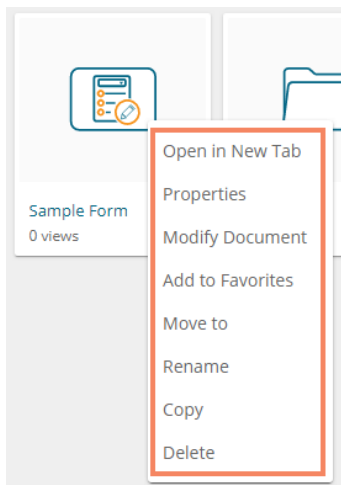 Sample Form
0 views
Open in New Tab
Properties
Modify Document
Add to Favorites
Move to
Rename
Copy
Delete